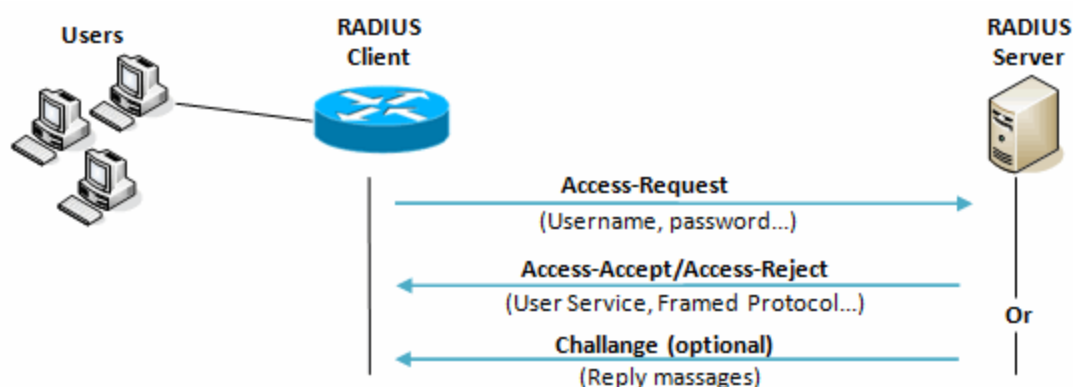 Users
RADIUS
Client
RADIUS
Server
Access-Request
(Username, password...)
Access-Accept/Access-Reject
(User Service, Framed Protocol...)
Or
Challange (optional)
(Reply massages)